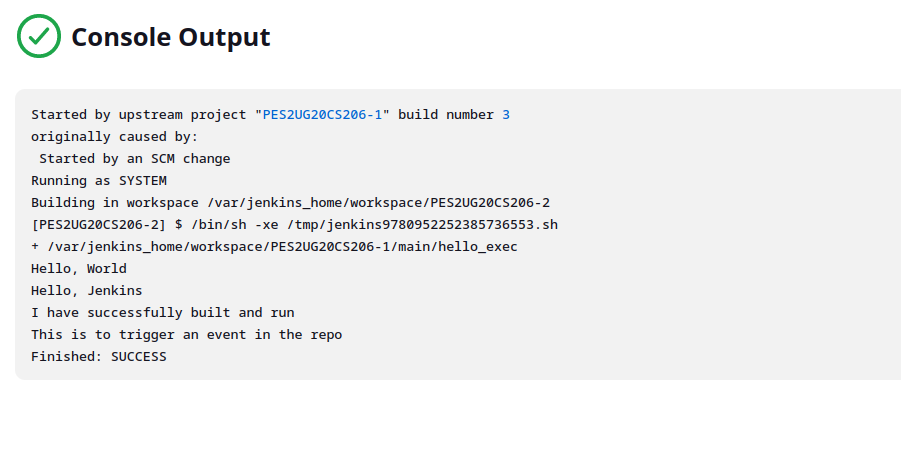 Console Output
Started by upstream project "PES2UG20CS206-1" build number 3
originally caused by:
 Started by an SCM change
Running as SYSTEM
Building in workspace /var/jenkins_home/workspace/PES2UG20CS206-2
[PES2UG20CS206-2] $ /bin/sh -xe /tmp/jenkins9780952252385736553.sh
+ /var/jenkins_home/workspace/PES2UG20CS206-1/main/hello_exec
Hello, World
Hello, Jenkins
I have successfully built and run
This is to trigger an event in the repo
Finished: SUCCESS